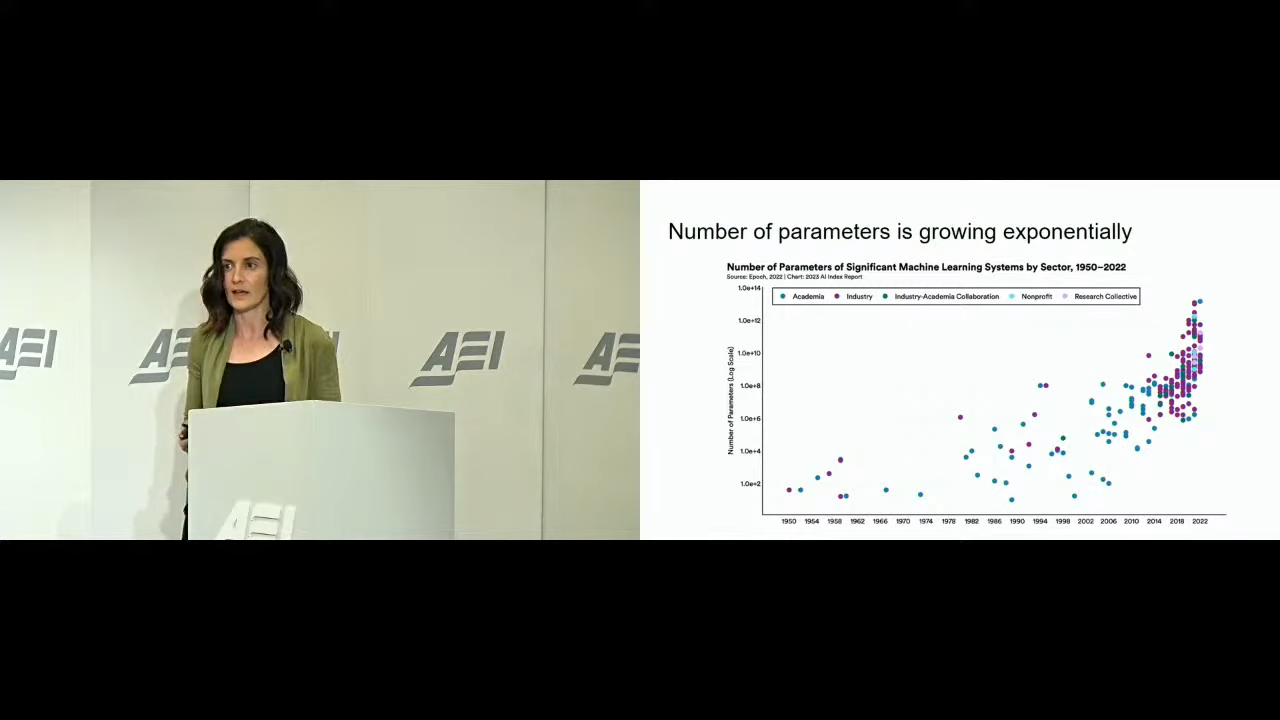 AEI
AEI
AEI
AEI
AEI
Number of parameters is growing exponentially
Number of Parameters of Significant Machine Learning Systems by Sector, 1950–2022
Source: Epoch, 2022 | Chart: 2023 AI Index Report
Academia
Industry
Industry-Academia Collaboration
Nonprofit
Research Collective
Number of Parameters (Log Scale)
1.0e+14
1.0e+12
1.0e+10
1.0e+8
1.0e+6
1.0e+4
1.0e+2
1950 1954 1958 1962 1966 1970 1974 1978 1982 1986 1990 1994 1998 2002 2006 2010 2014 2018 2022